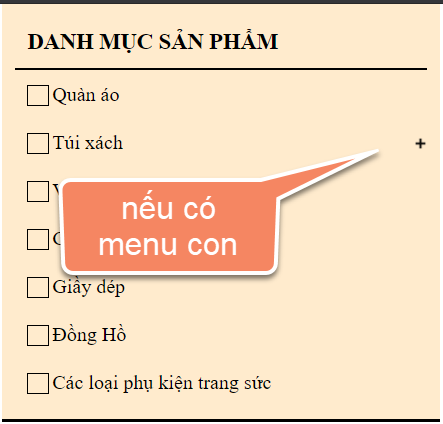 DANH MỤC SẢN PHẨM
Quàn áo
Túi xách +
nếu có
menu con
Giầy dép
Đồng Hồ
Các loại phụ kiện trang sức